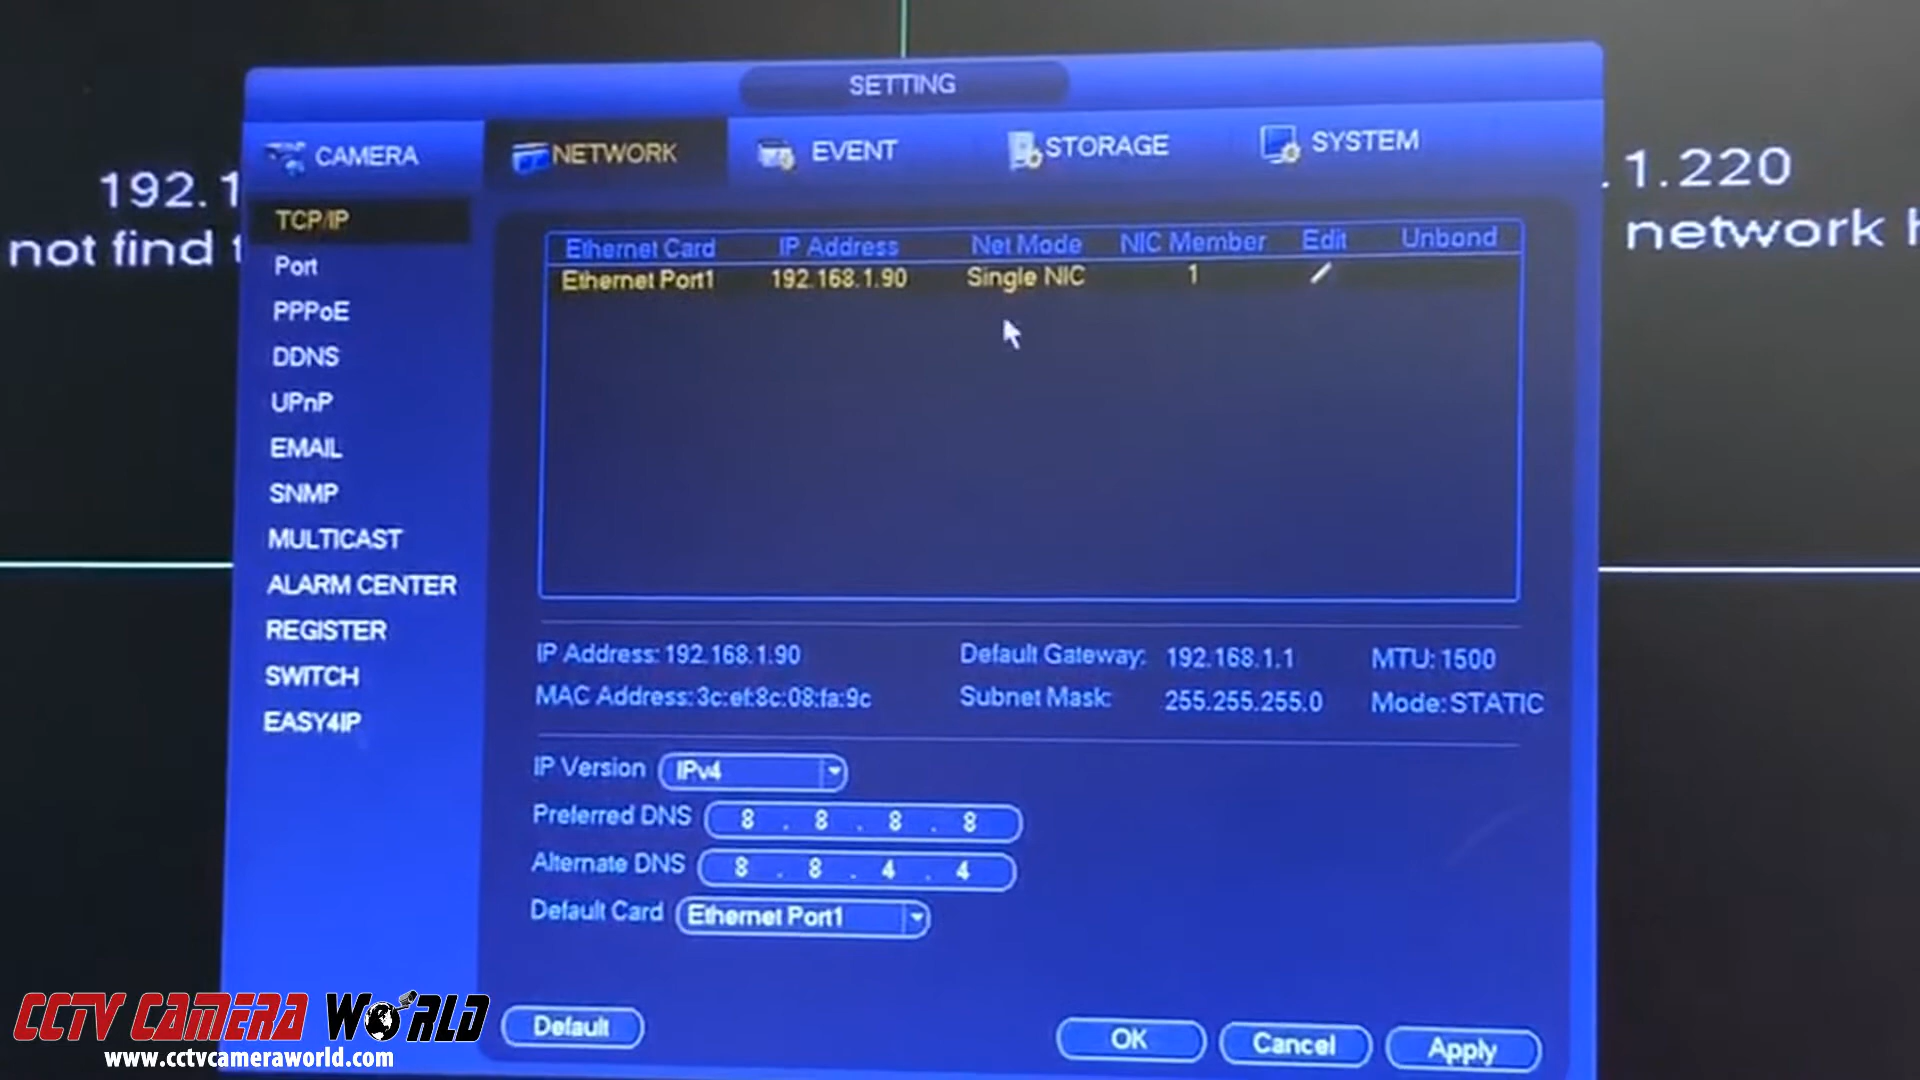 SETTING
CAMERA NETWORK EVENT STORAGE SYSTEM
192.1
.1.220
not find
network
TCP/IP
Port
PPPoE
DDNS
UPnP
EMAIL
SNMP
MULTICAST
ALARM CENTER
REGISTER
SWITCH
EASY4IP
Ethernet Card IP Address Net Mode NIC Member Edit Unbond
Ethernet Port1 192.168.1.90 Single NIC 1
IP Address: 192.168.1.90 Default Gateway: 192.168.1.1 MTU: 1500
MAC Address: 3c:ef:8c:08:fa:9c Subnet Mask: 255.255.255.0 Mode: STATIC
IP Version IPv4
Preferred DNS 8 . 8 . 8 . 8
Alternate DNS 8 . 8 . 4 . 4
Default Card Ethernet Port1
Default OK Cancel Apply
CCTV CAMERA WORLD
www.cctvcameraworld.com